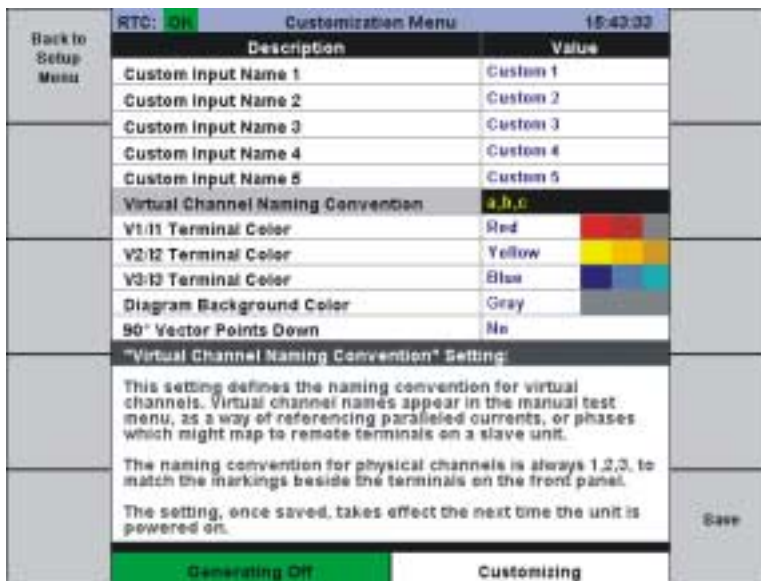 Back to
Setup
Menu
RTC: OK Customization Menu 15:43:33
Description Value
Custom Input Name 1 Custom 1
Custom Input Name 2 Custom 2
Custom Input Name 3 Custom 3
Custom Input Name 4 Custom 4
Custom Input Name 5 Custom 5
Virtual Channel Naming Convention a,b,c
V1/I1 Terminal Color Red
V2/I2 Terminal Color Yellow
V3/I3 Terminal Color Blue
Diagram Background Color Gray
90° Vector Points Down No
"Virtual Channel Naming Convention" Setting:
This setting defines the naming convention for virtual
channels. Virtual channel names appear in the manual test
menu, as a way of referencing paralleled currents, or phases
which might map to remote terminals on a slave unit.
The naming convention for physical channels is always 1,2,3, to
match the markings beside the terminals on the front panel.
The setting, once saved, takes effect the next time the unit is
powered on.
Save
Generating Off Customizing